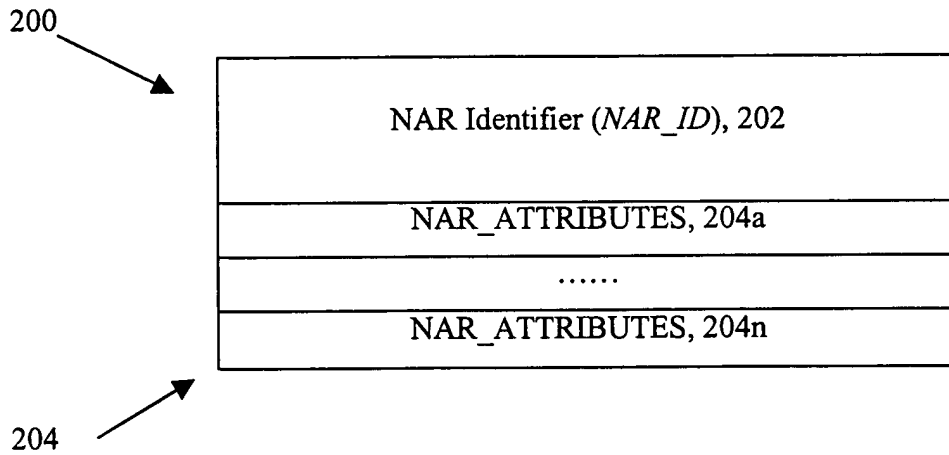 200
NAR Identifier (NAR_ID), 202
NAR_ATTRIBUTES, 204a
......
NAR_ATTRIBUTES, 204n
204